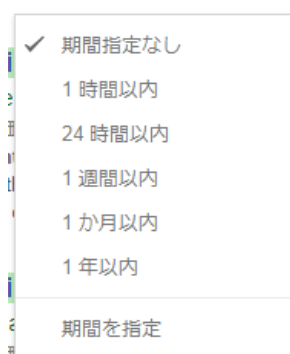 期間指定なし
1 時間以内
24 時間以内
1 週間以内
1 か月以内
1 年以内
期間を指定